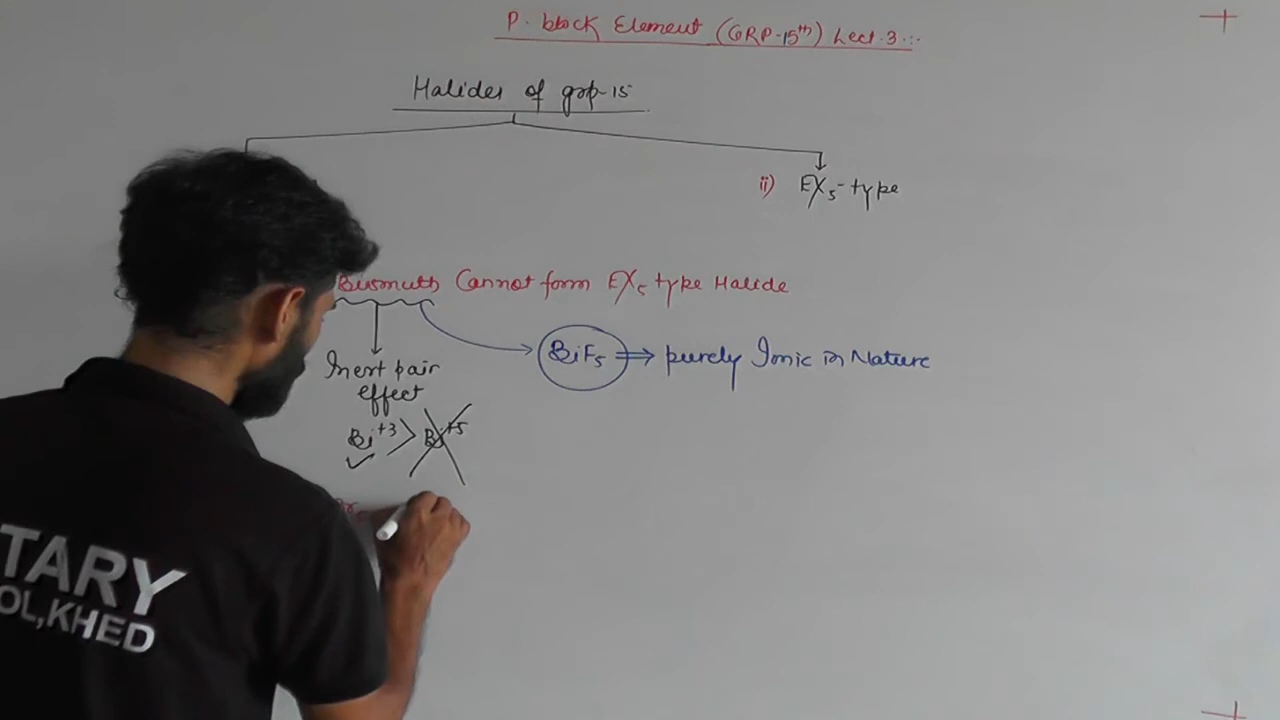 P. block Element (GRP-15th) Lect. 3.:-
Halides of grp-15
ii) EX5-type
Bismuth Cannot form EX5 type Halide
BiF5 ⇒ purely Ionic in Nature
Inert pair
effect
Bi+3 > Bi+5
TARY
OL,KHED